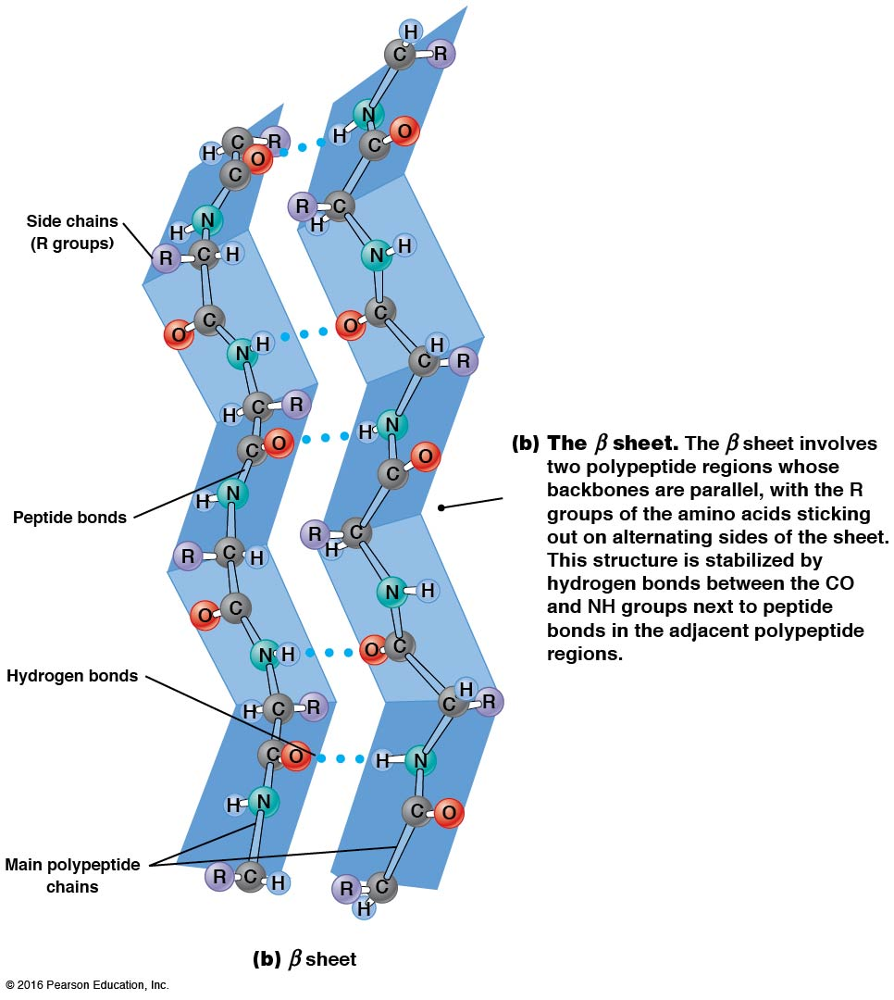 H
C R
N
H O
C
R C
H
N H
C
O
H
C R
H N
O
C
R C
H
N H
O C
H
C R
H N
C O
R C
H
C R
H O
C
N
H
R C H
C
O
N H
H C R
C O
H N
R C H
C
O
N H
H C R
C O
H N
R C H
Side chains
(R groups)
Peptide bonds
Hydrogen bonds
Main polypeptide
chains
(b) The β sheet. The β sheet involves
two polypeptide regions whose
backbones are parallel, with the R
groups of the amino acids sticking
out on alternating sides of the sheet.
This structure is stabilized by
hydrogen bonds between the CO
and NH groups next to peptide
bonds in the adjacent polypeptide
regions.
(b) β sheet
© 2016 Pearson Education, Inc.